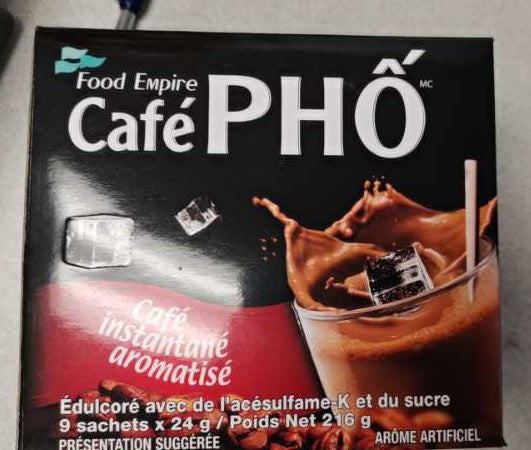 Food Empire
Café PHỐ MC
Café
instantané
aromatisé
Édulcoré avec de l'acésulfame-K et du sucre
9 sachets x 24 g / Poids Net 216 g
PRÉSENTATION SUGGÉRÉE
ARÔME ARTIFICIEL